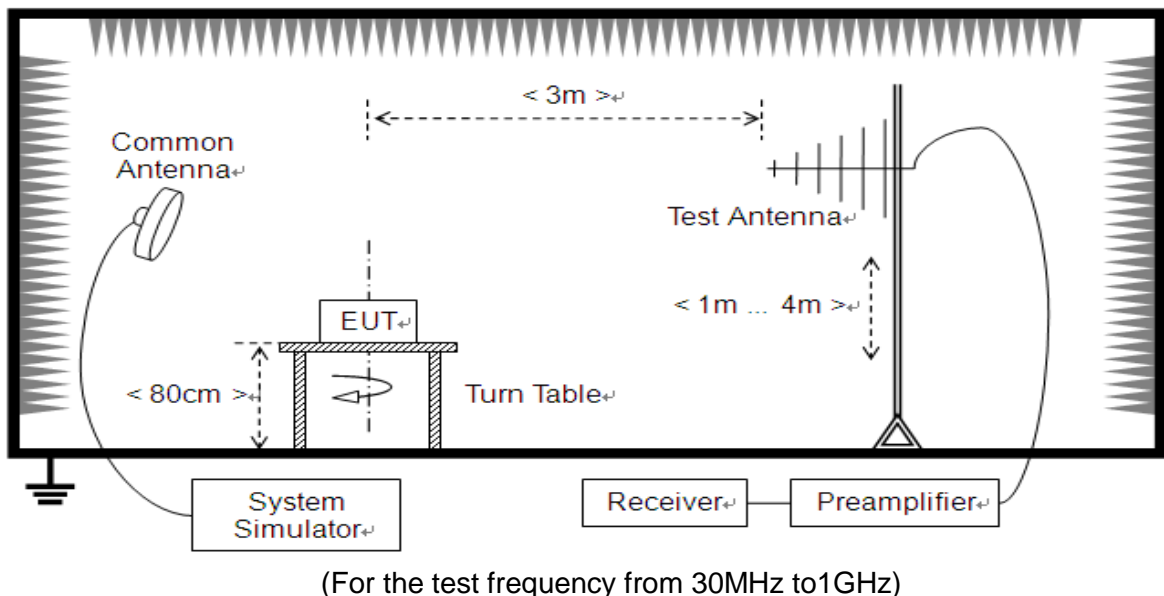 < 3m >↵
Common
Antenna↵
Test Antenna↵
< 1m ... 4m >↵
EUT↵
< 80cm >↵
Turn Table↵
System
Simulator↵
Receiver↵
Preamplifier↵
(For the test frequency from 30MHz to1GHz)